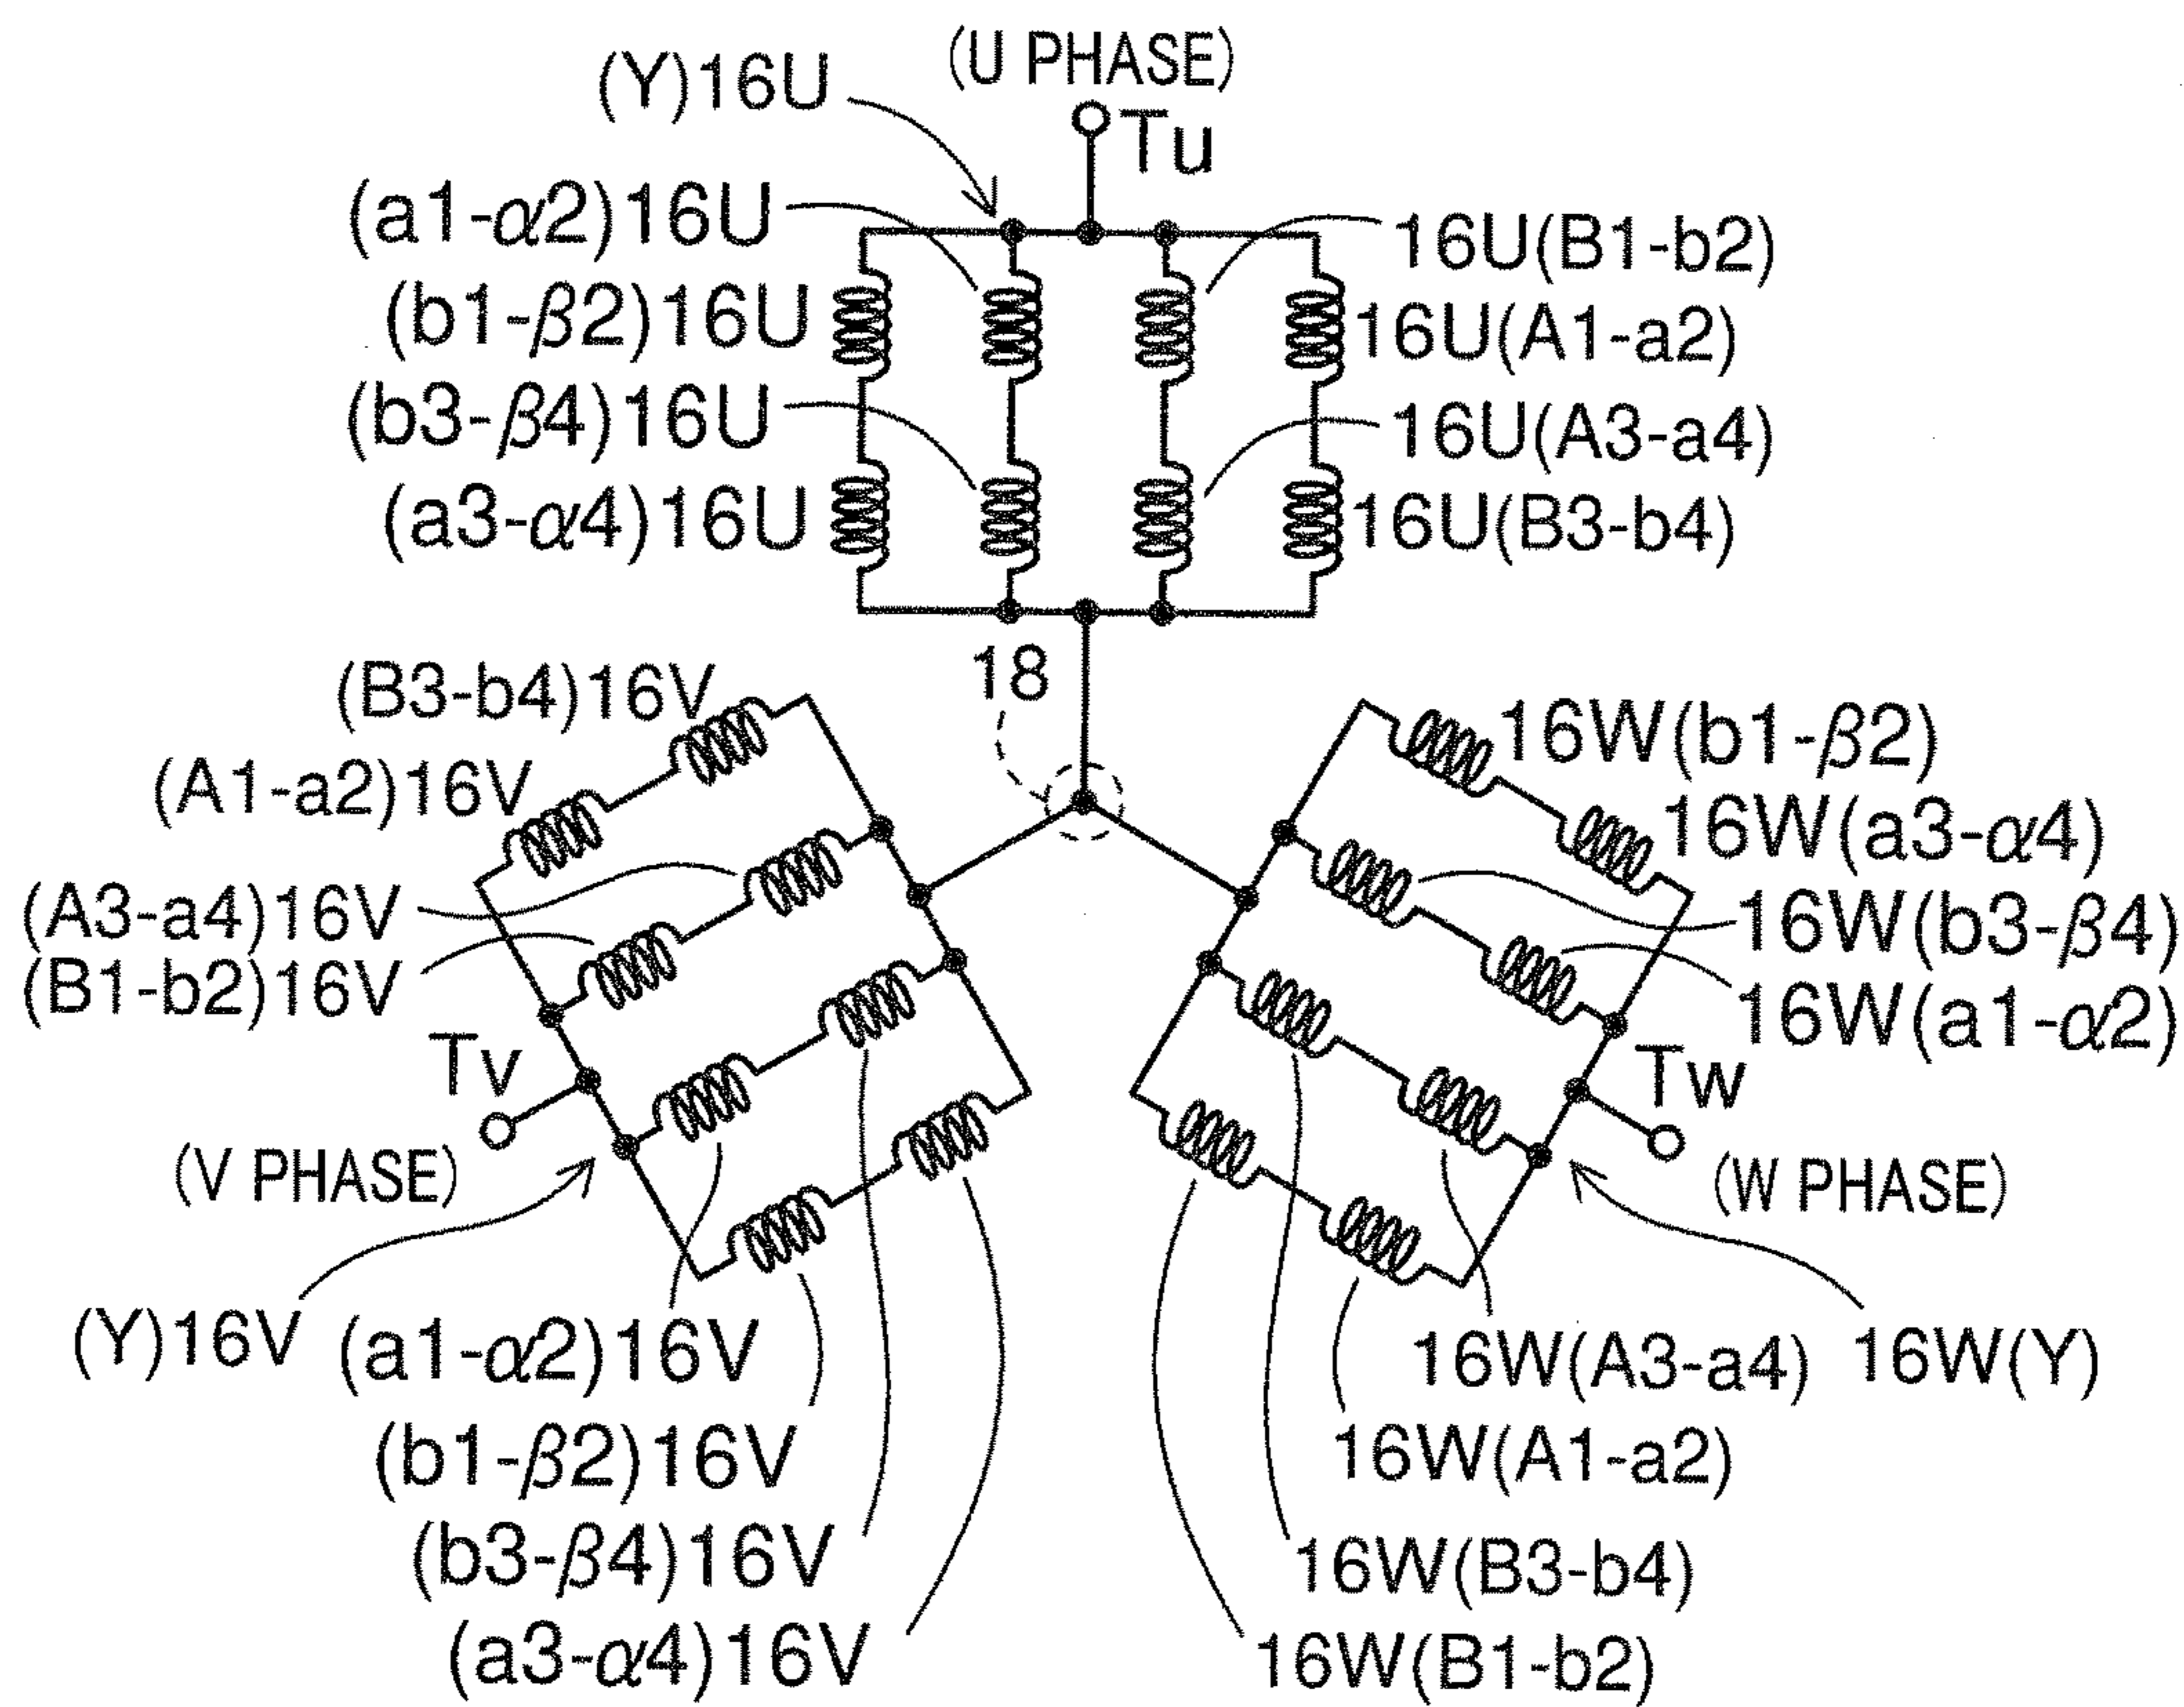 (U PHASE)
(Y)16U
Tu
(a1-α2)16U
16U(B1-b2)
(b1-β2)16U
16U(A1-a2)
(b3-β4)16U
16U(A3-a4)
(a3-α4)16U
16U(B3-b4)
18
(B3-b4)16V
16W(b1-β2)
(A1-a2)16V
16W(a3-α4)
(A3-a4)16V
16W(b3-β4)
(B1-b2)16V
16W(a1-α2)
Tv
Tw
(V PHASE)
(W PHASE)
(Y)16V
(a1-α2)16V
16W(A3-a4)
16W(Y)
(b1-β2)16V
16W(A1-a2)
(b3-β4)16V
16W(B3-b4)
(a3-α4)16V
16W(B1-b2)